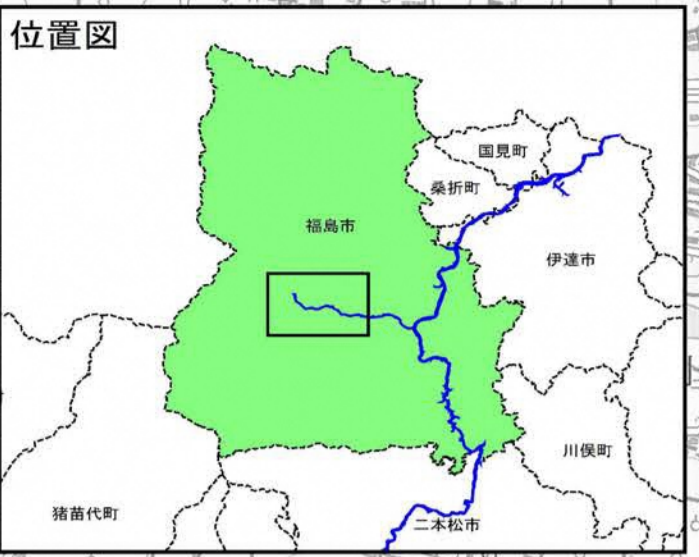 位置図
国見町
桑折町
福島市
伊達市
川俣町
猪苗代町
二本松市